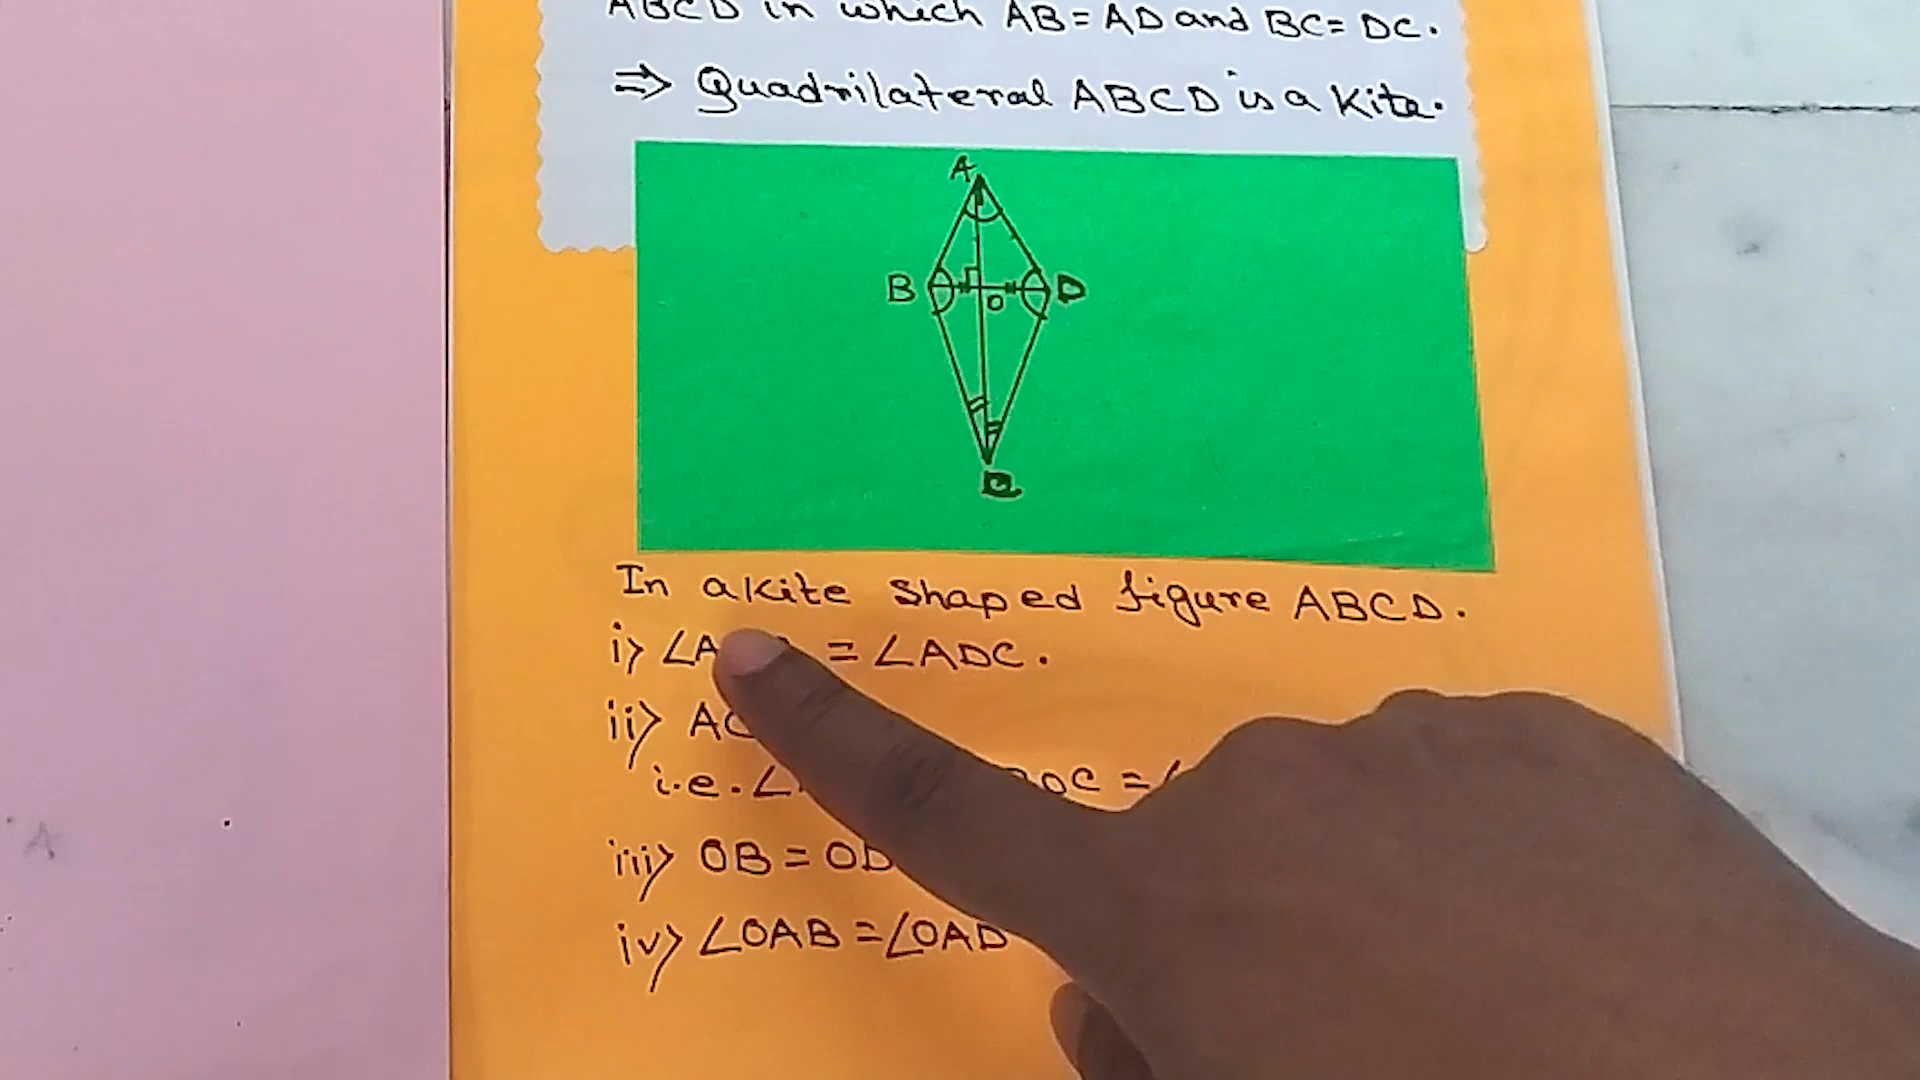 ABCD in which AB = AD and BC = DC.
⇒ Quadrilateral ABCD is a Kite.
A
B
O
D
C
In a kite shaped figure ABCD.
i) ∠A = ∠ADC.
ii)
i.e. = 
iii) OB = OD
iv) ∠OAB = ∠OAD
A